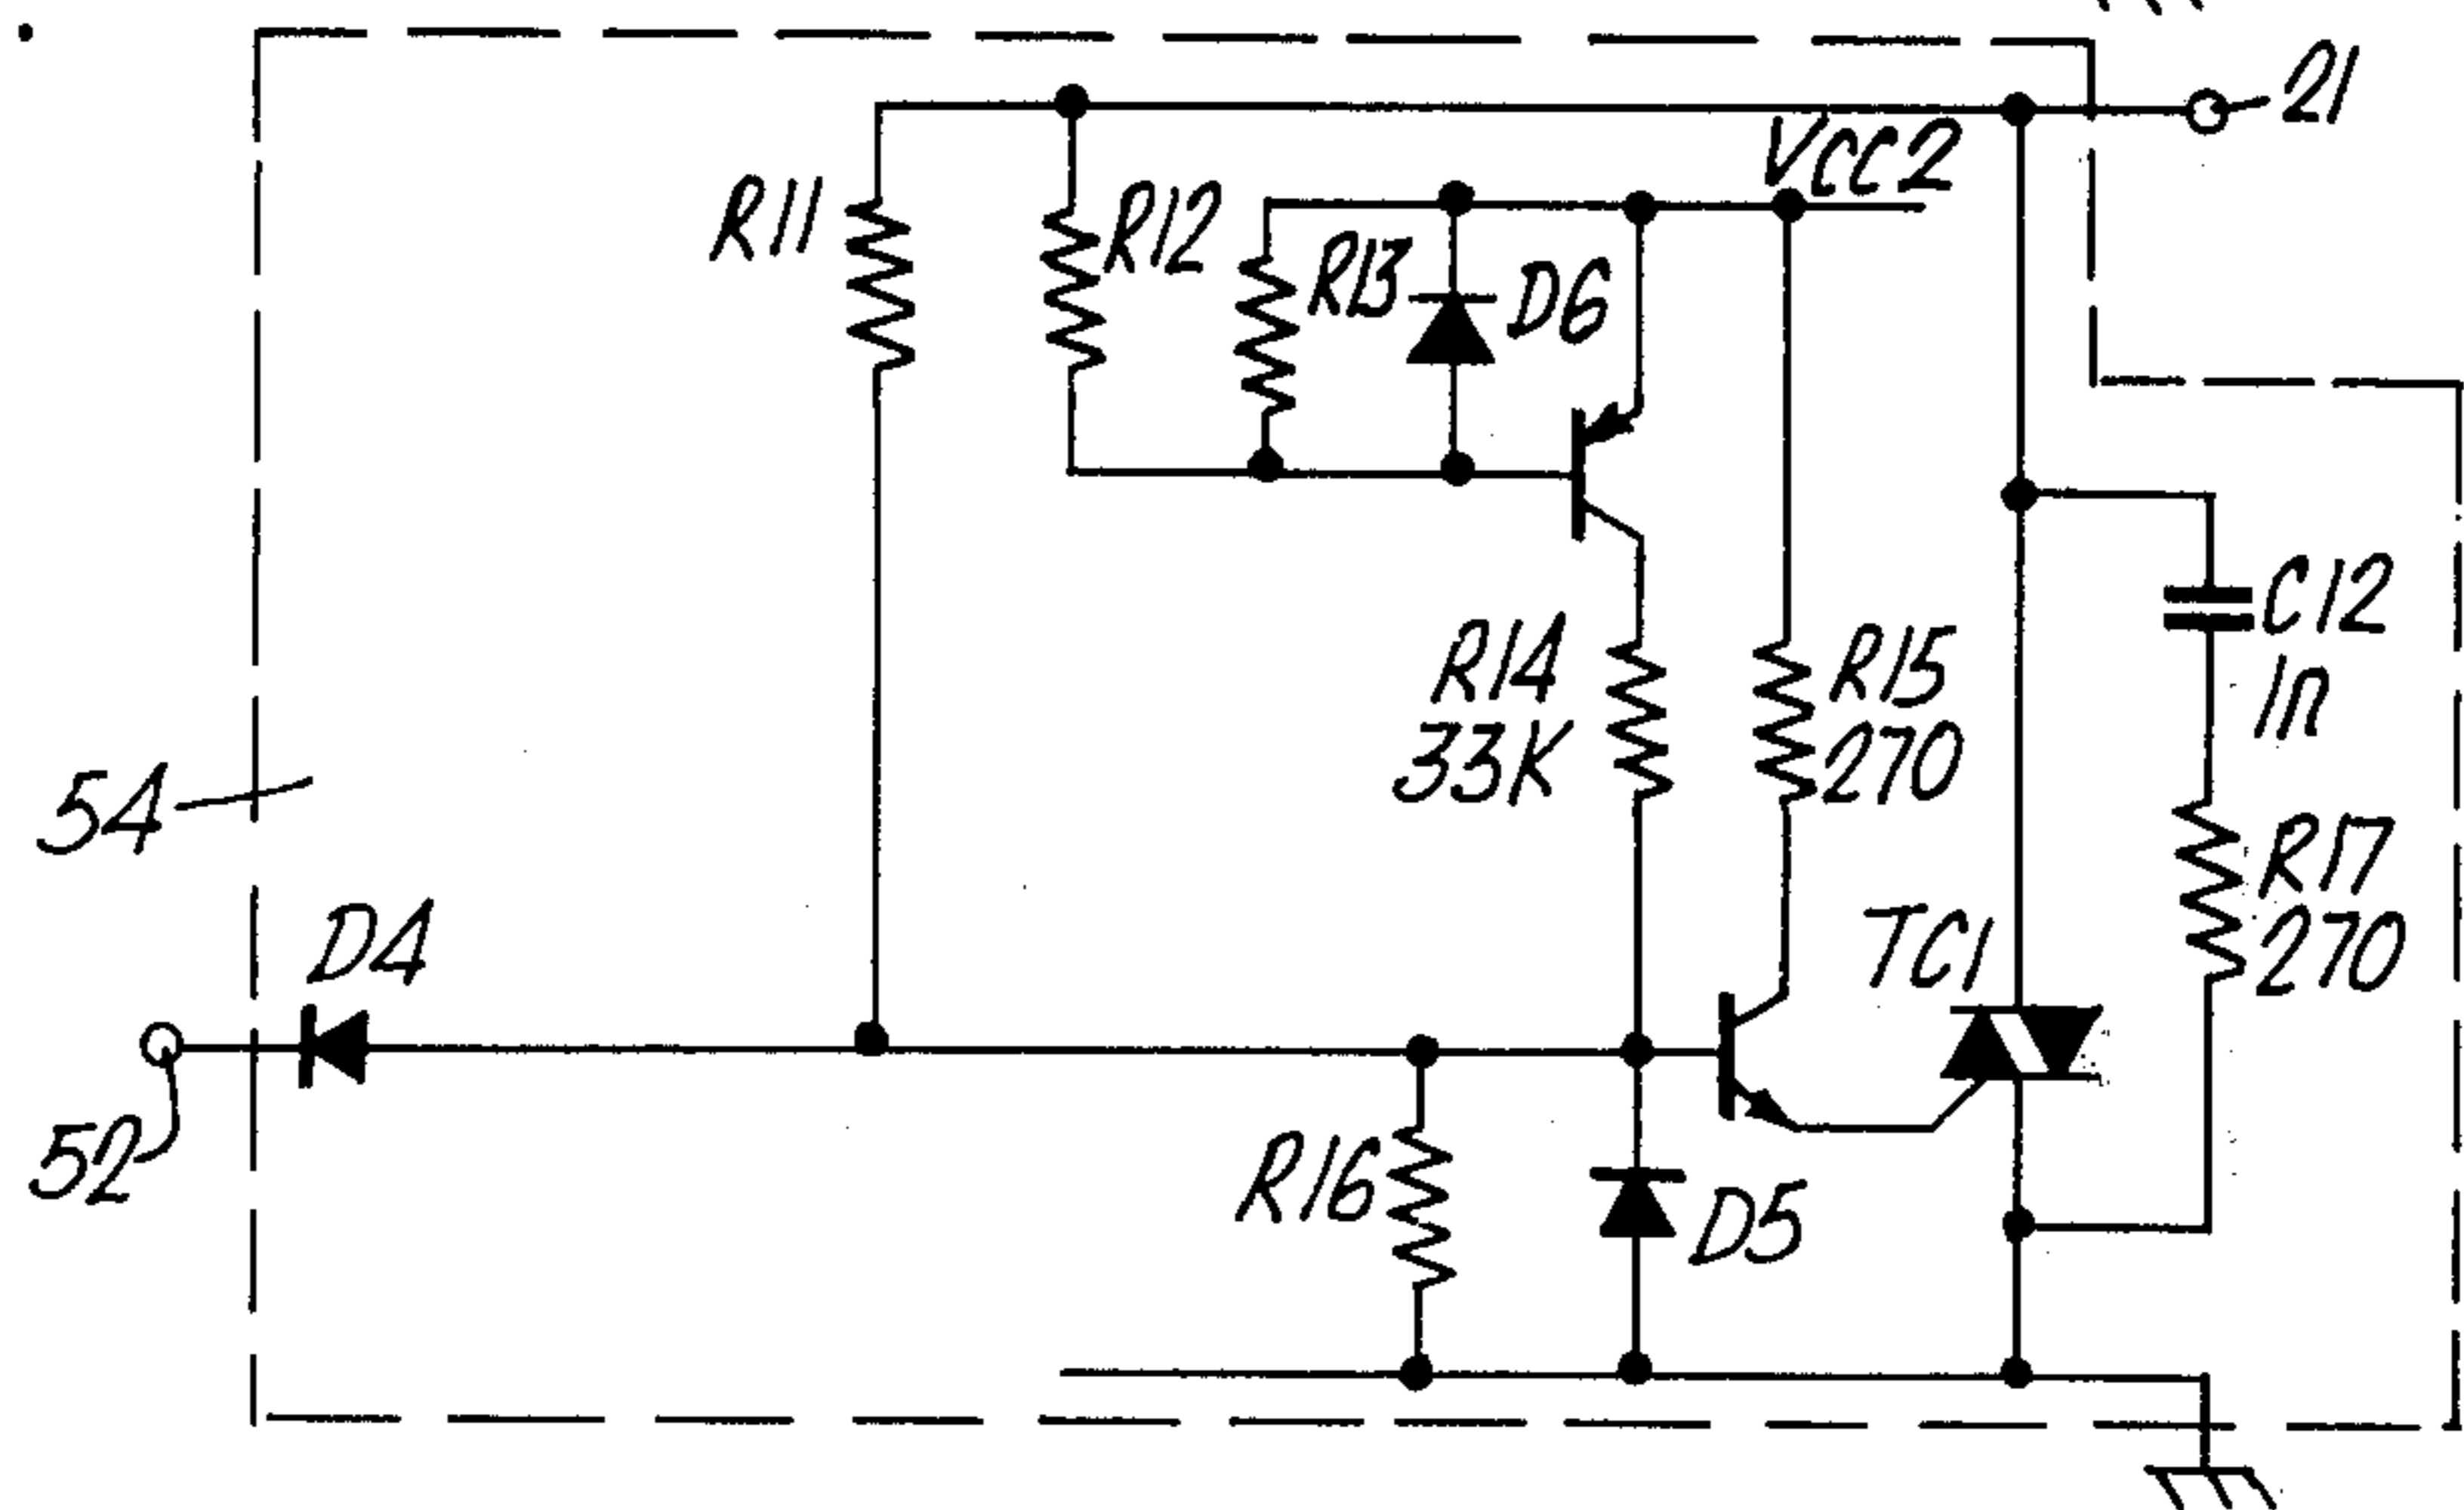 21
VCC2
R11
R12
R13
D6
R14
33K
R15
270
C12
1n
54
R17
270
D4
TC1
52
R16
D5